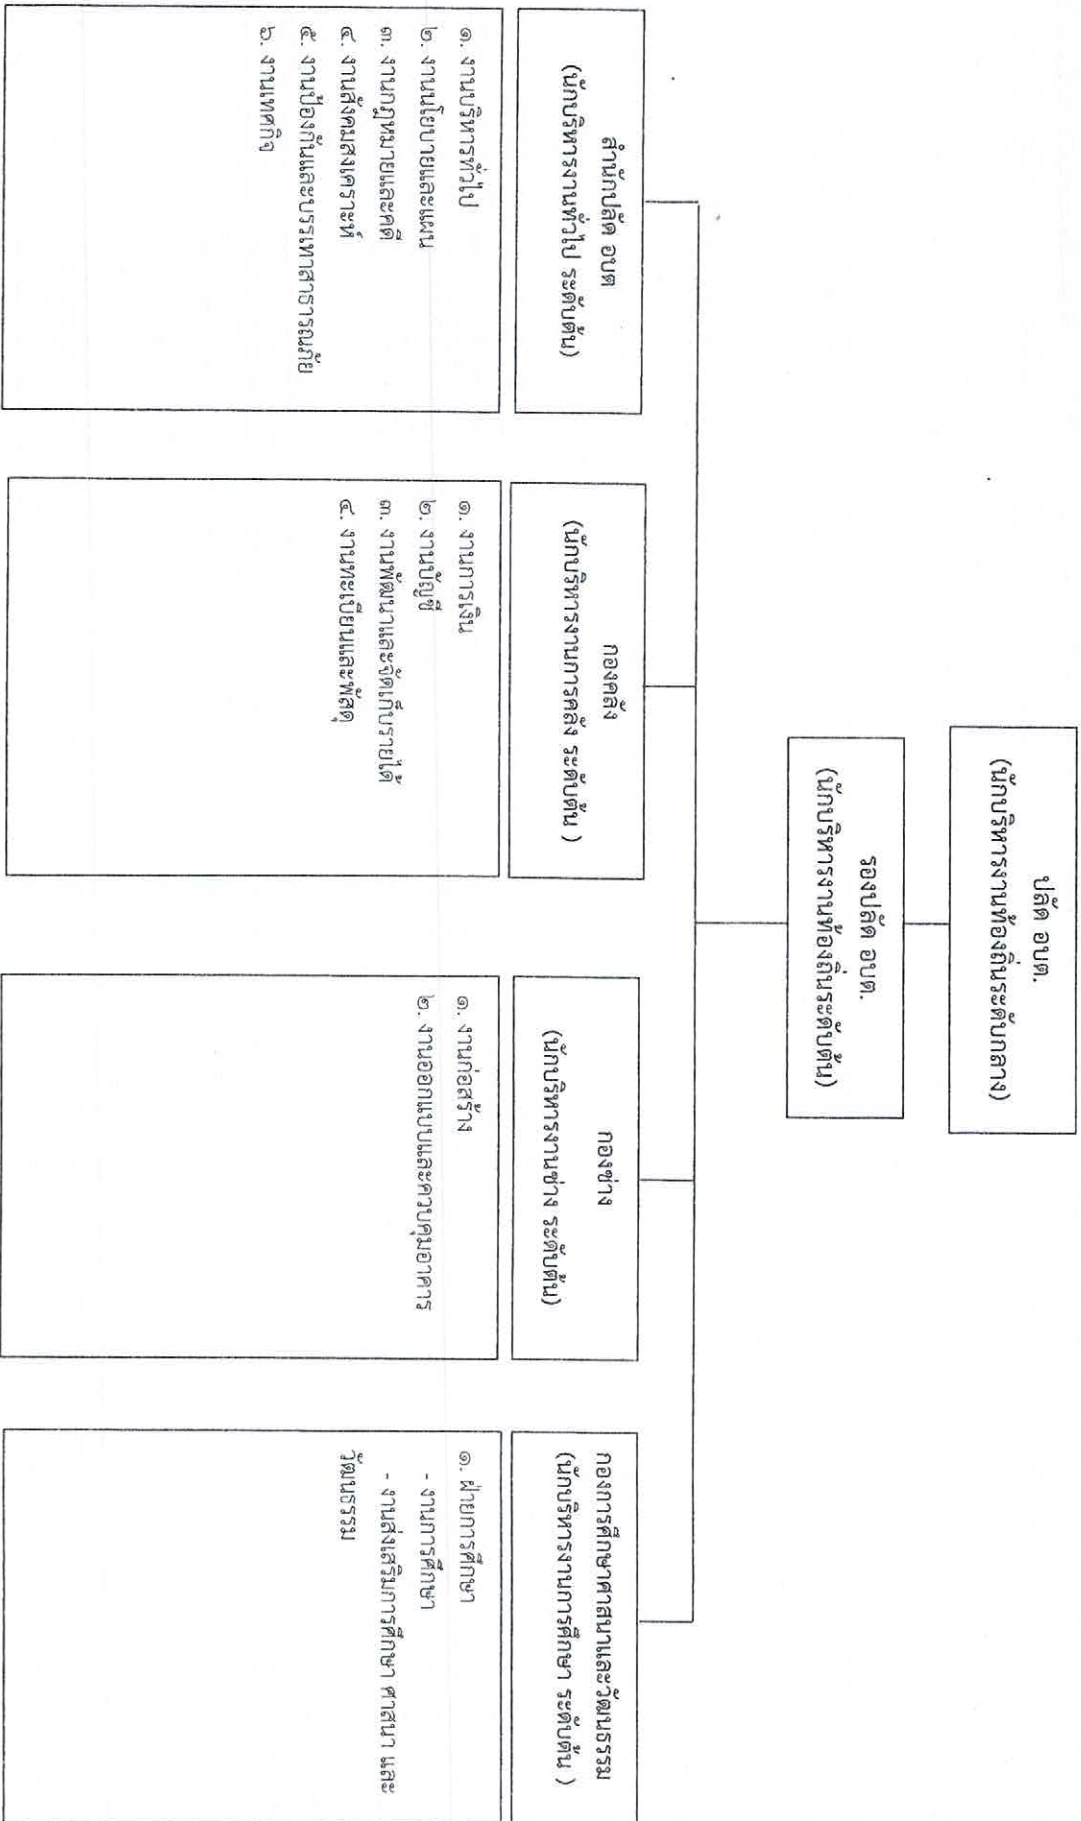 ปลัด อบต.
(นักบริหารงานท้องถิ่นระดับกลาง)
รองปลัด อบต.
(นักบริหารงานท้องถิ่นระดับต้น)
สำนักปลัด อบต
(นักบริหารงานทั่วไป ระดับต้น)
๑. งานบริหารทั่วไป
๒. งานนโยบายและแผน
๓. งานกฎหมายและคดี
๔. งานสังคมสงเคราะห์
๕. งานป้องกันและบรรเทาสาธารณภัย
๖. งานเทศกิจ
กองคลัง
(นักบริหารงานการคลัง ระดับต้น )
๑. งานการเงิน
๒. งานบัญชี
๓. งานพัฒนาและจัดเก็บรายได้
๔. งานทะเบียนและพัสดุ
กองช่าง
(นักบริหารงานช่าง ระดับต้น)
๑. งานก่อสร้าง
๒. งานออกแบบและควบคุมอาคาร
กองการศึกษาศาสนาและวัฒนธรรม
(นักบริหารงานการศึกษา ระดับต้น )
๑. ฝ่ายการศึกษา
- งานการศึกษา
- งานส่งเสริมการศึกษา ศาสนา และ
วัฒนธรรม